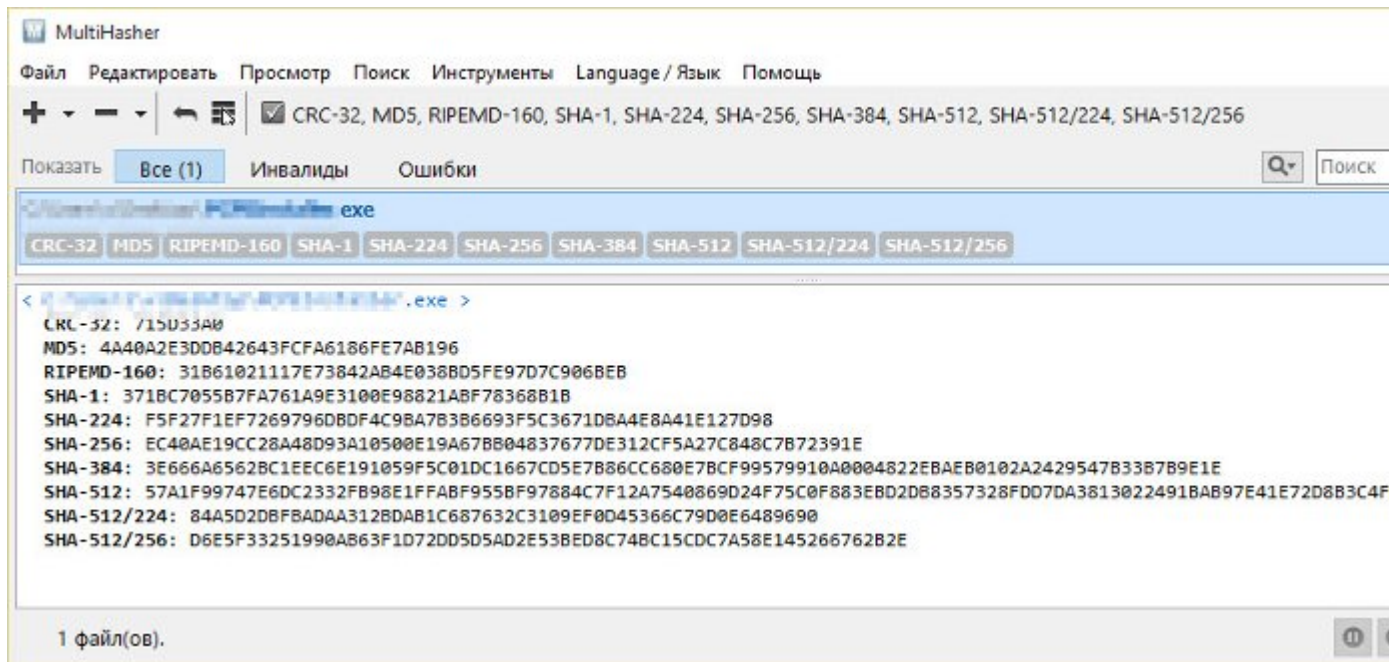 MultiHasher
Файл Редактировать Просмотр Поиск Инструменты Language / Язык Помощь
CRC-32, MD5, RIPEMD-160, SHA-1, SHA-224, SHA-256, SHA-384, SHA-512, SHA-512/224, SHA-512/256
Показать Все (1) Инвалиды Ошибки Поиск
exe
CRC-32 MD5 RIPEMD-160 SHA-1 SHA-224 SHA-256 SHA-384 SHA-512 SHA-512/224 SHA-512/256
< .exe >
CRC-32: 715D33A0
MD5: 4A40A2E3DDB42643FCFA6186FE7AB196
RIPEMD-160: 31B61021117E73842AB4E038BD5FE97D7C906BEB
SHA-1: 371BC7055B7FA761A9E3100E98821ABF78368B1B
SHA-224: F5F27F1EF7269796DBDF4C9BA7B3B6693F5C3671DBA4E8A41E127D98
SHA-256: EC40AE19CC28A48D93A10500E19A67BB04837677DE312CF5A27C848C7B72391E
SHA-384: 3E666A6562BC1EEC6E191059F5C01DC1667CD5E7B86CC680E7BCF99579910A0004822EBAEB0102A2429547B33B7B9E1E
SHA-512: 57A1F99747E6DC2332FB98E1FFABF955BF97884C7F12A7540869D24F75C0F883EBD2DB8357328FDD7DA3813022491BAB97E41E72D8B3C4F
SHA-512/224: 84A5D2DBFBADAA312BDAB1C687632C3109EF0D45366C79D0E6489690
SHA-512/256: D6E5F33251990AB63F1D72DD5D5AD2E53BED8C74BC15CDC7A58E145266762B2E
1 файл(ов).